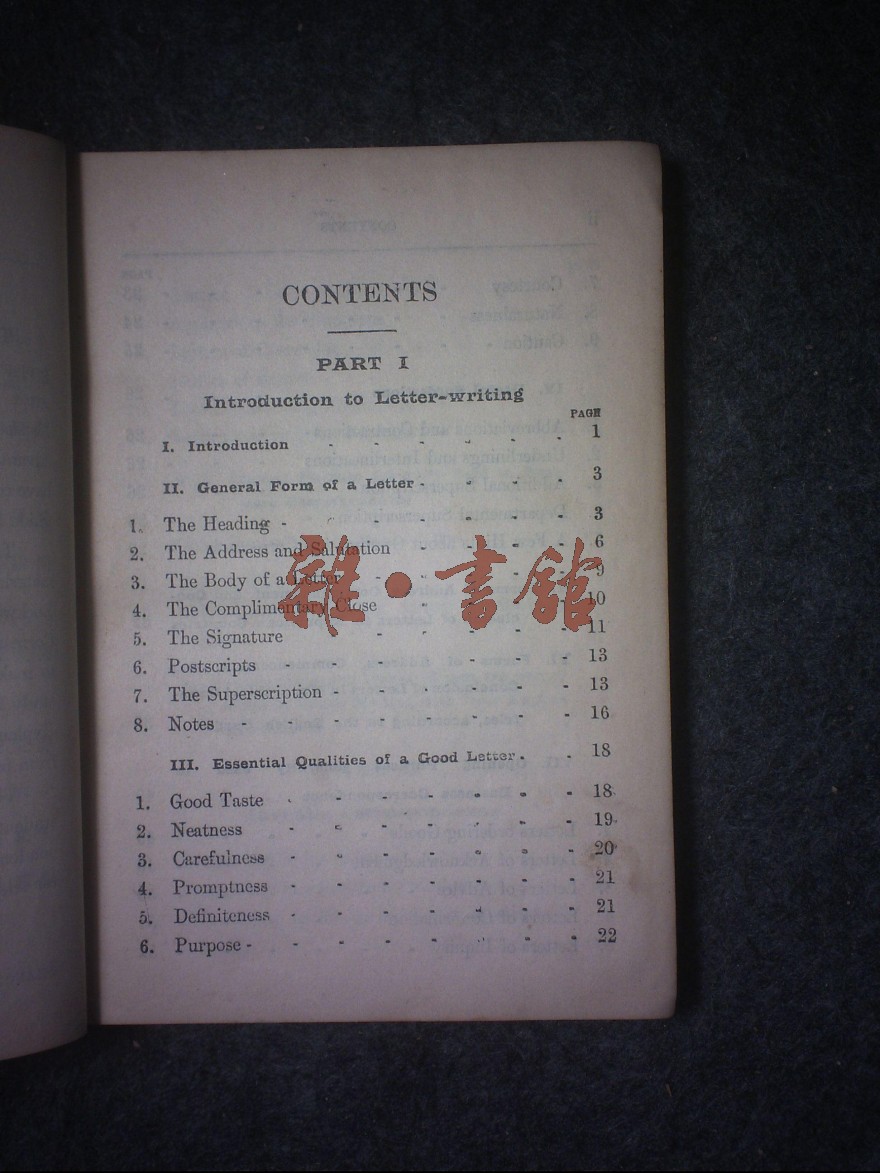 CONTENTS
PART I
Introduction to Letter-writing
PAGE
I. Introduction - - - - - - 1
II. General Form of a Letter - - - - 3
1. The Heading - - - - - - - 3
2. The Address and Salutation - - - - 6
3. The Body of a Letter - - - - - 9
4. The Complimentary Close - - - - 10
5. The Signature - - - - - 11
6. Postscripts - - - - - - - 13
7. The Superscription - - - - - - 13
8. Notes - - - - - - - - 16
III. Essential Qualities of a Good Letter - - 18
1. Good Taste - - - - - - - 18
2. Neatness - - - - - - - 19
3. Carefulness - - - - - - - 20
4. Promptness - - - - - - - 21
5. Definiteness - - - - - - - 21
6. Purpose - - - - - - - - 22
雜·書館